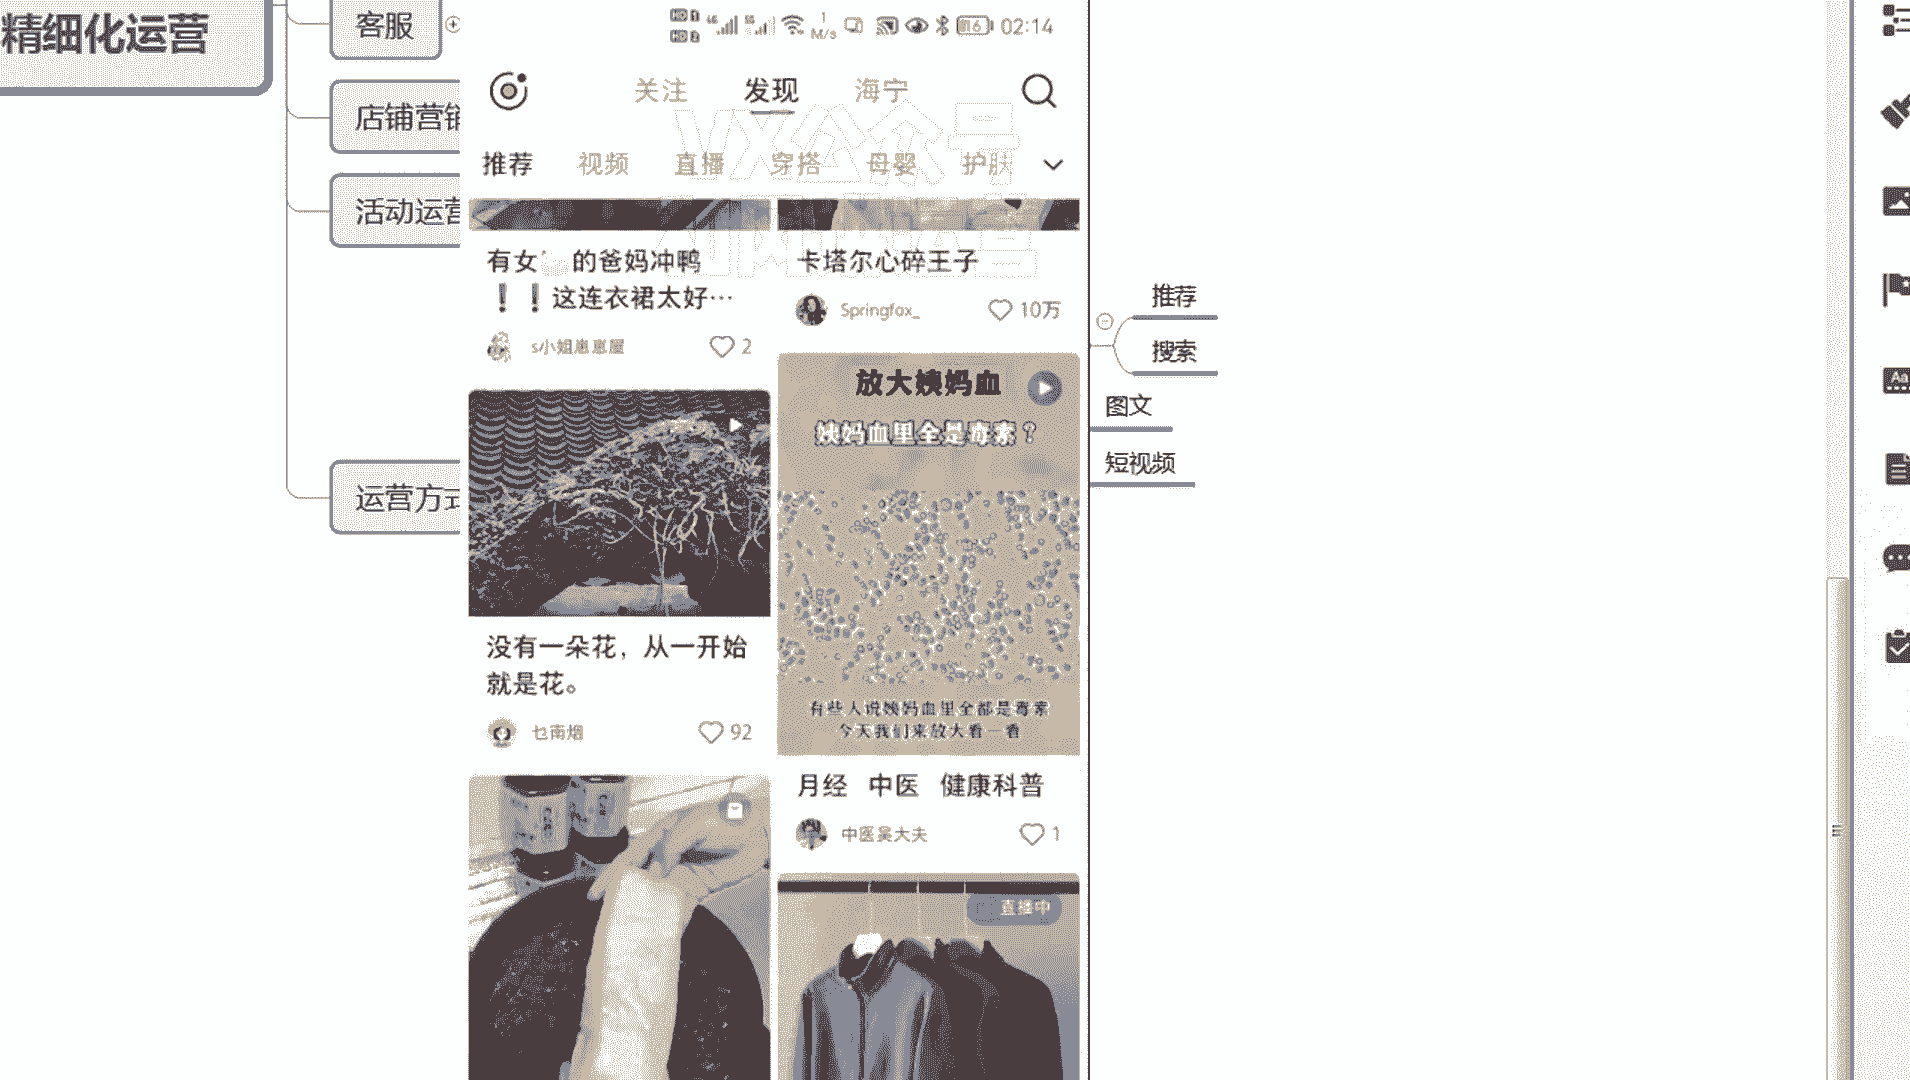 精细化运营
客服
店铺营销
活动运营
运营方式
02:14
关注
发现
海宁
推荐
视频
直播
穿搭
母婴
护肤
VX公众号
有女 的爸妈冲鸭
！！这连衣裙太好…
s小姐崽崽屋
2
卡塔尔心碎王子
Springfox_
10万
放大姨妈血
姨妈血里全是毒素？
有些人说姨妈血里全都是毒素
今天我们来放大看一看
没有一朵花，从一开始
就是花。
乜南烟
92
月经 中医 健康科普
中医吴大夫
1
直播中
推荐
搜索
图文
短视频